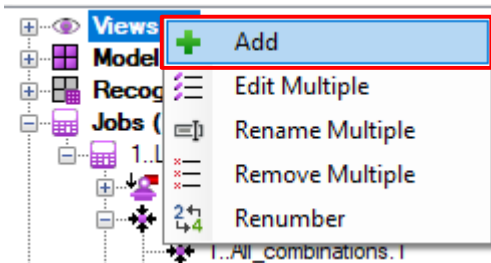 Views
Add
Model
Edit Multiple
Recog
Jobs (
Rename Multiple
1..L
Remove Multiple
Renumber
1..All_combinations.1